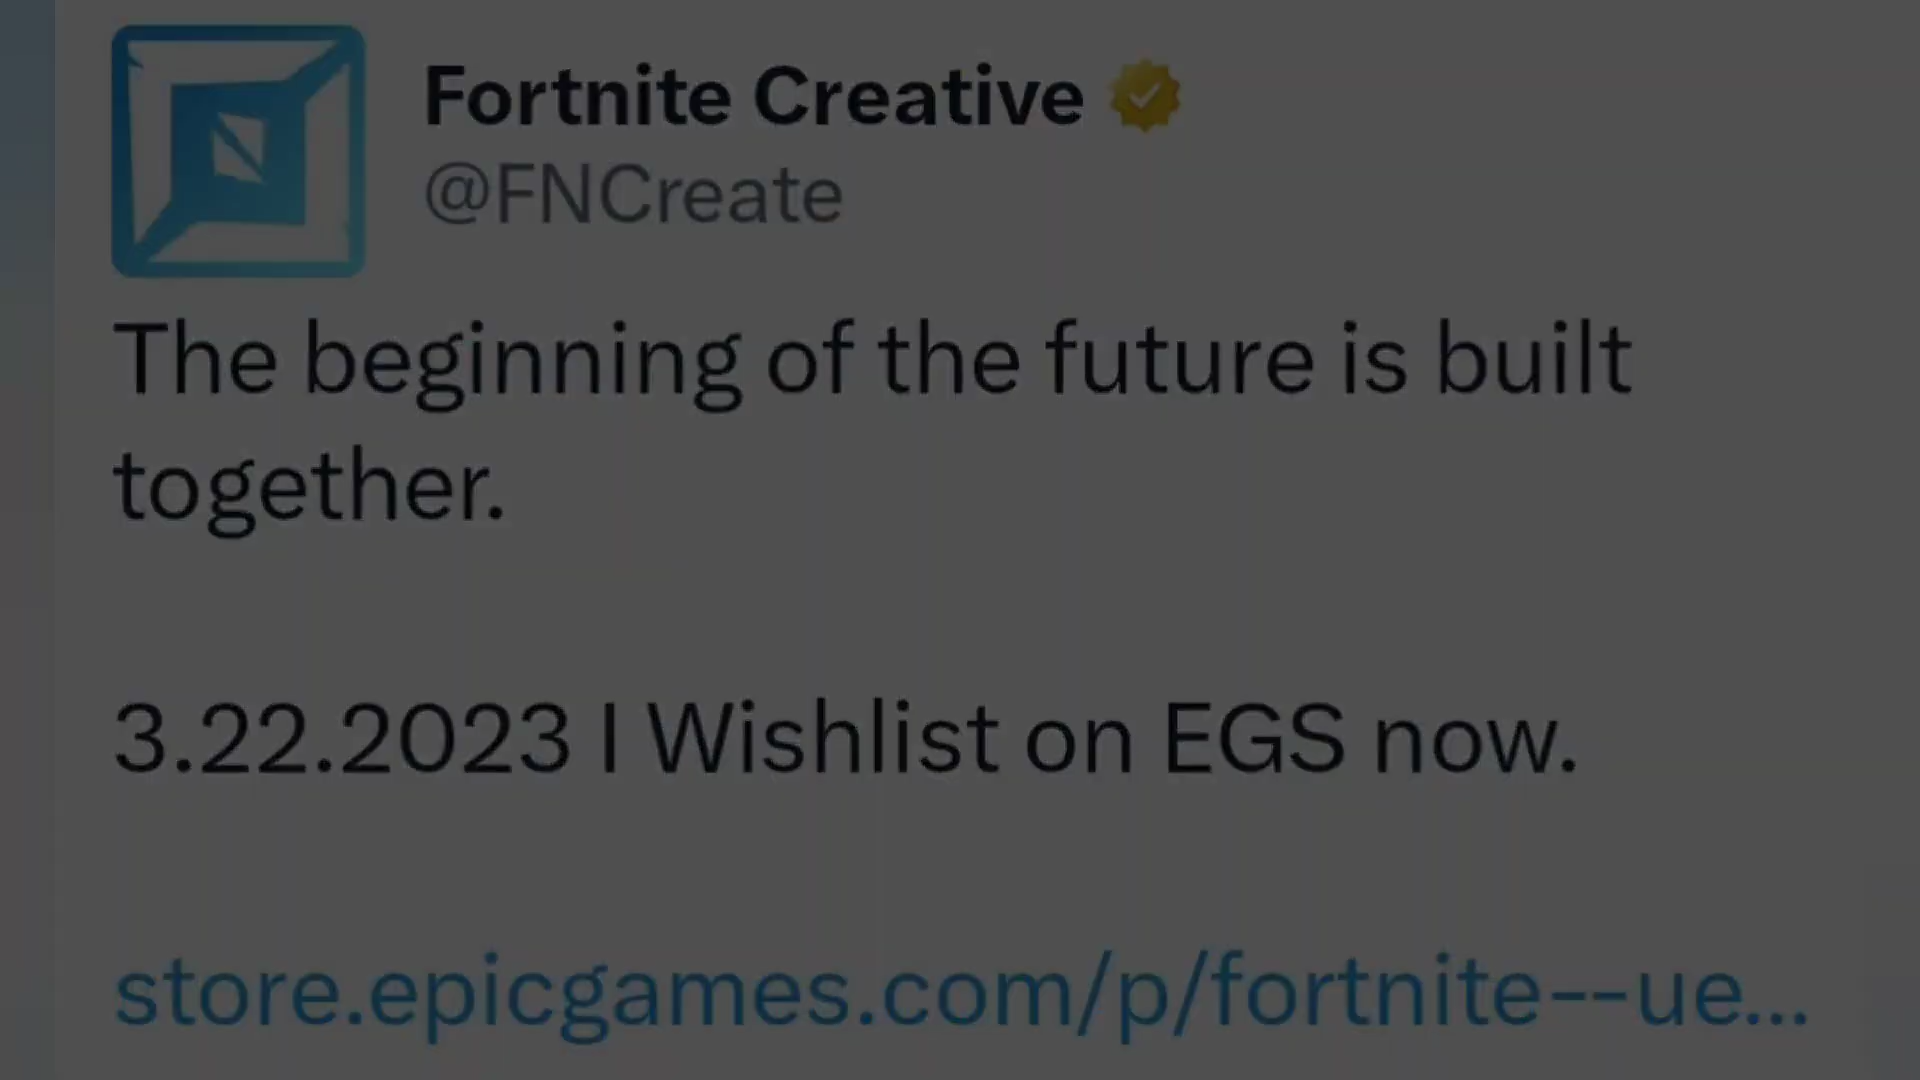 Fortnite Creative
@FNCreate
The beginning of the future is built
together.
3.22.2023 I Wishlist on EGS now.
store.epicgames.com/p/fortnite--ue...